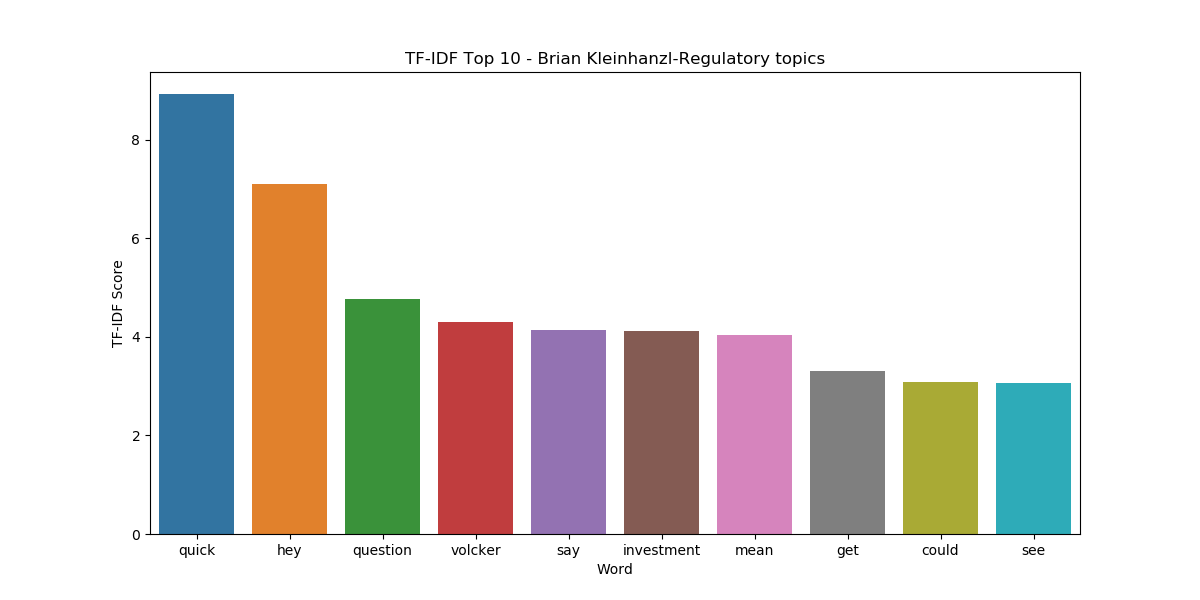 TF-IDF Top 10 - Brian Kleinhanzl-Regulatory topics
TF-IDF Score
8
6
4
2
0
quick hey question volcker say investment mean get could see
Word